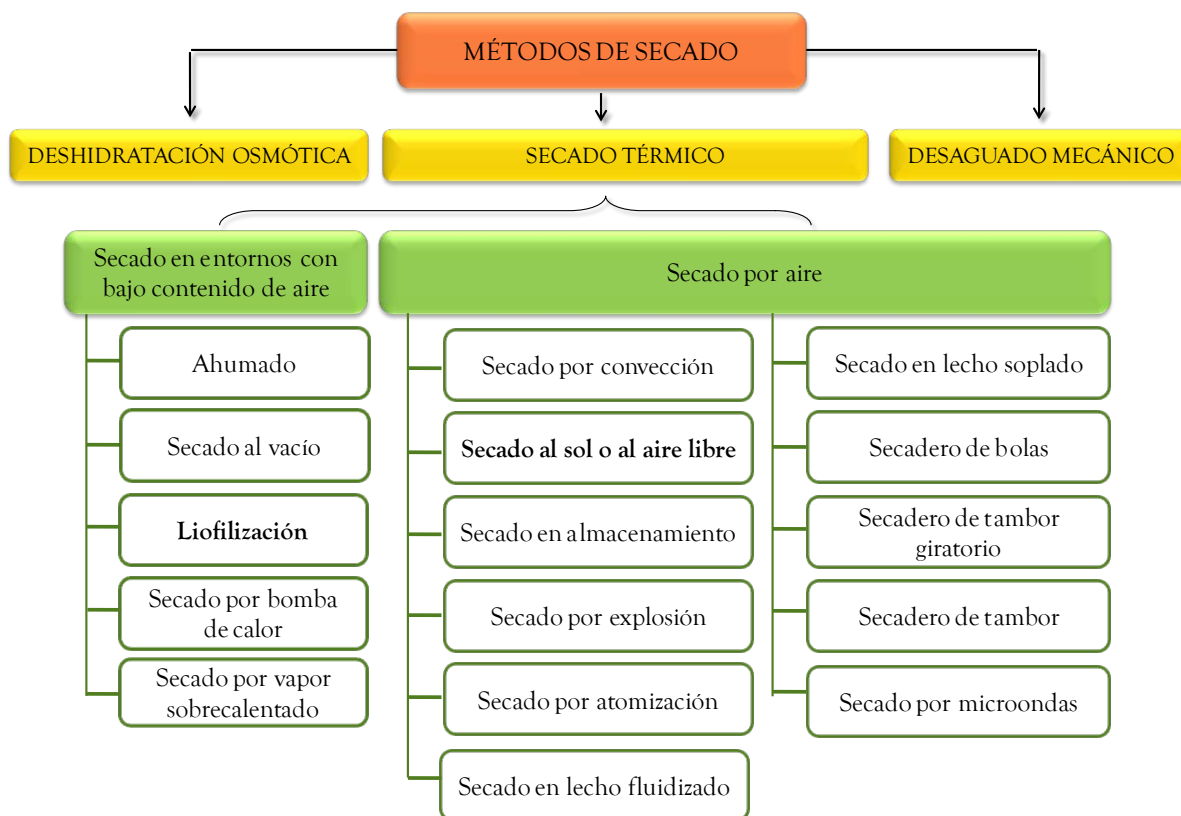 MÉTODOS DE SECADO
DESHIDRATACIÓN OSMÓTICA
SECADO TÉRMICO
DESAGUADO MECÁNICO
Secado en entornos con
bajo contenido de aire
Ahumado
Secado al vacío
Liofilización
Secado por bomba
de calor
Secado por vapor
sobrecalentado
Secado por aire
Secado por convección
Secado al sol o al aire libre
Secado en almacenamiento
Secado por explosión
Secado por atomización
Secado en lecho fluidizado
Secado en lecho soplado
Secadero de bolas
Secadero de tambor
giratorio
Secadero de tambor
Secado por microondas